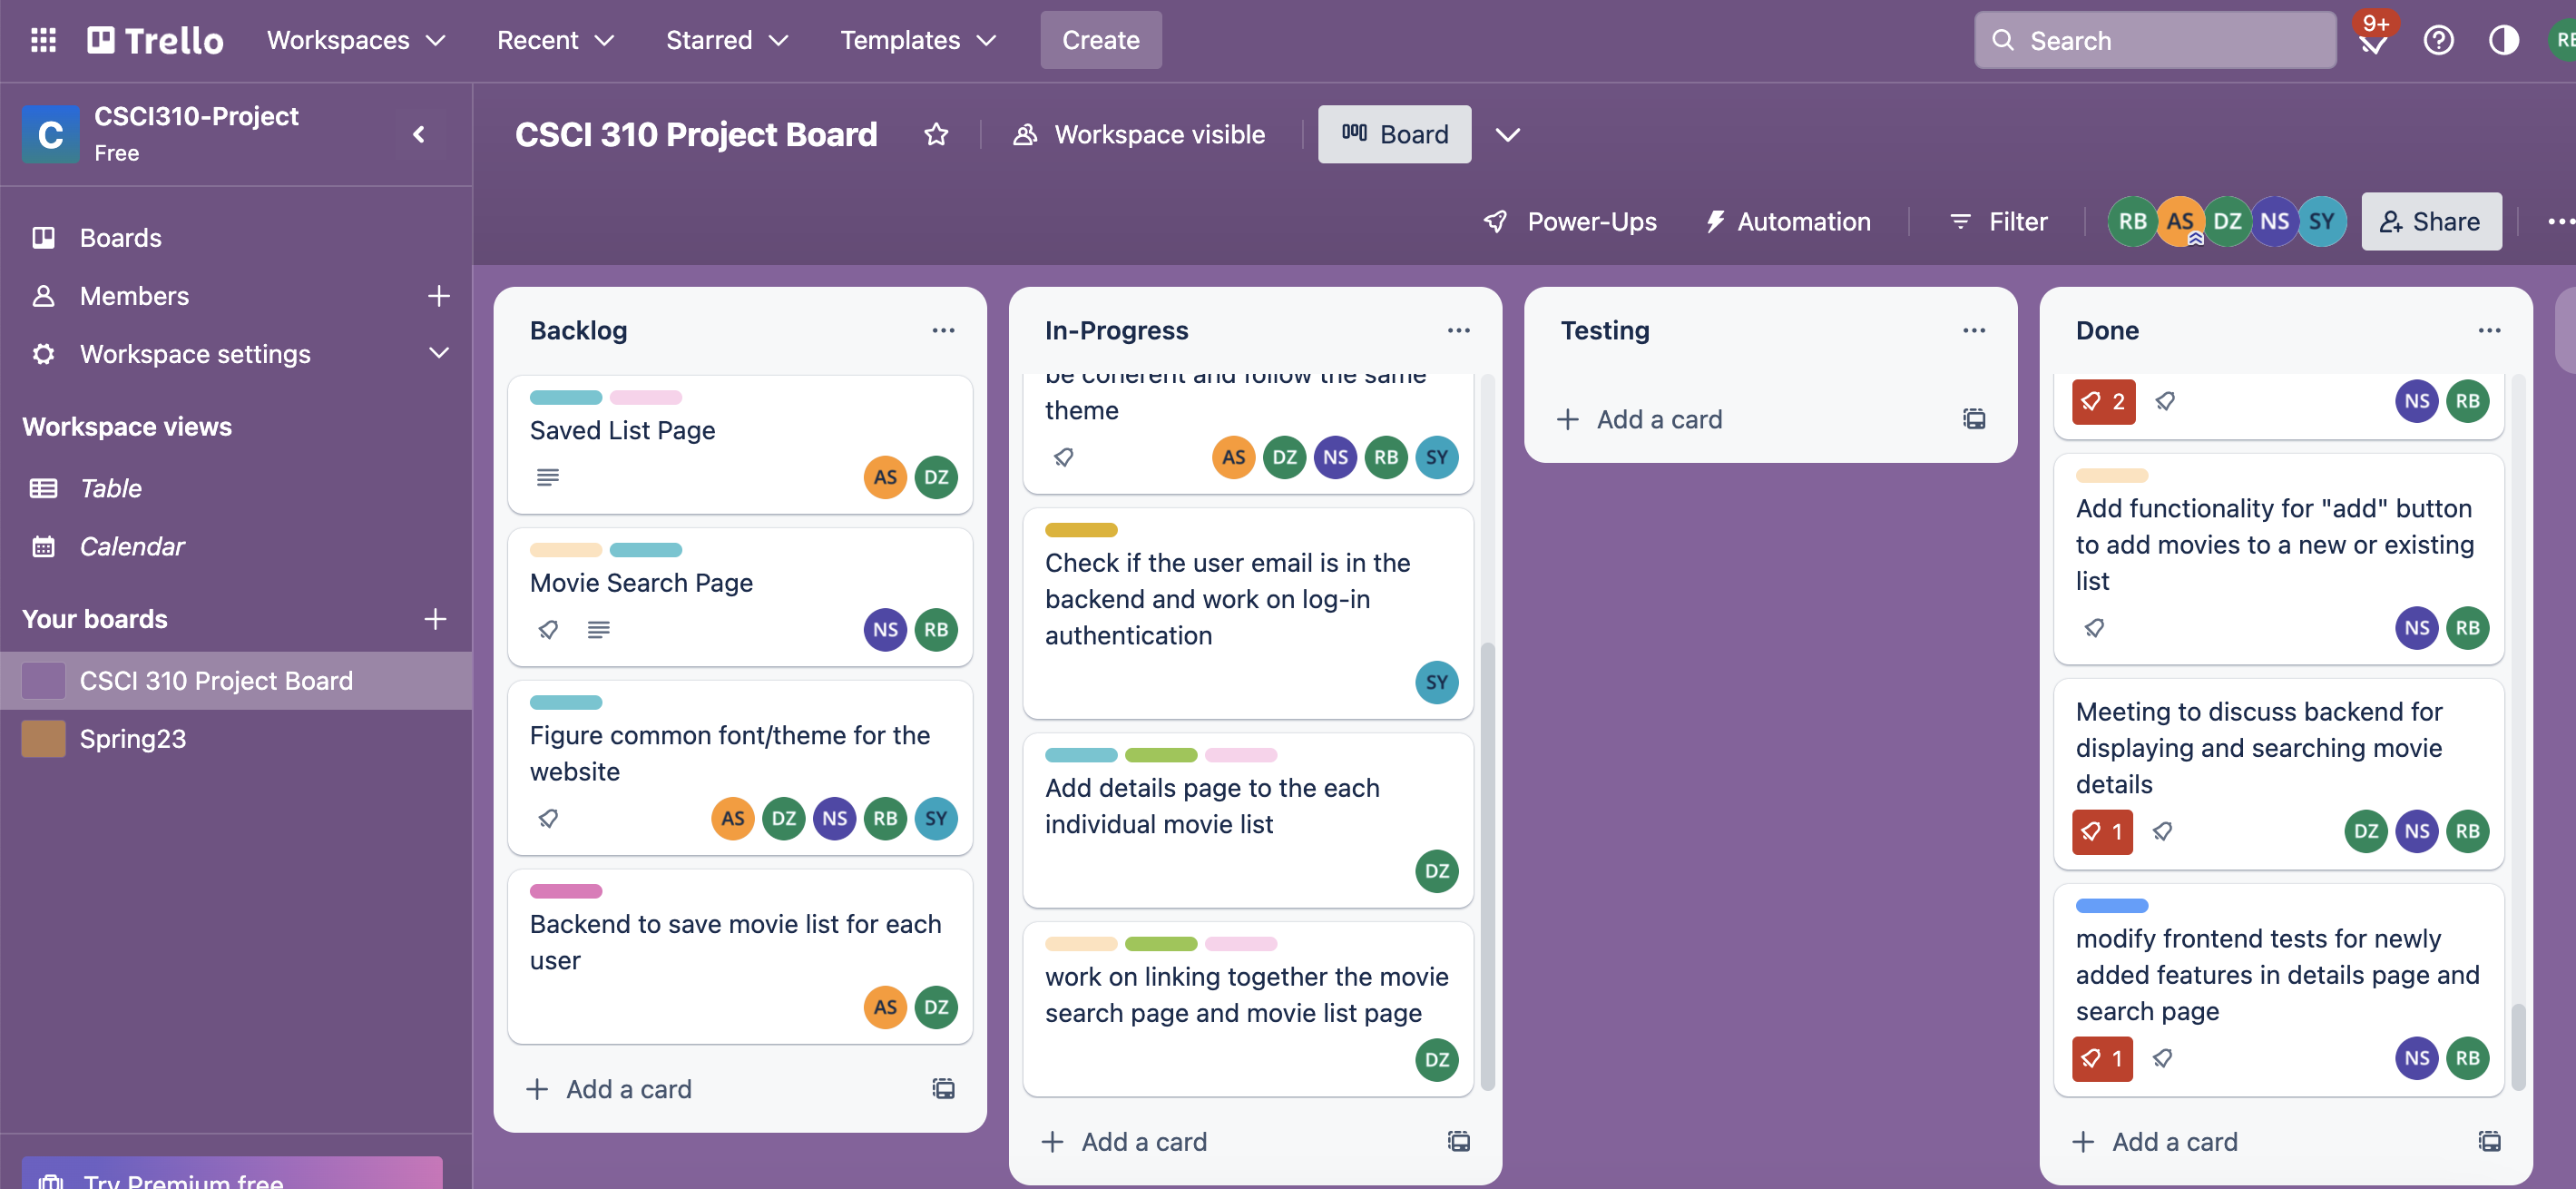 Trello
Workspaces
Recent
Starred
Templates
Create
Search
9+
C
CSCI310-Project
Free
CSCI 310 Project Board
Workspace visible
Board
Power-Ups
Automation
Filter
RB
AS
DZ
NS
SY
Share
Boards
Members
Workspace settings
Workspace views
Table
Calendar
Your boards
CSCI 310 Project Board
Spring23
Try Premium free
Backlog
Saved List Page
AS
DZ
Movie Search Page
NS
RB
Figure common font/theme for the
website
AS
DZ
NS
RB
SY
Backend to save movie list for each
user
AS
DZ
Add a card
In-Progress
be coherent and follow the same
theme
AS
DZ
NS
RB
SY
Check if the user email is in the
backend and work on log-in
authentication
SY
Add details page to the each
individual movie list
DZ
work on linking together the movie
search page and movie list page
DZ
Add a card
Testing
Add a card
Done
2
NS
RB
Add functionality for "add" button
to add movies to a new or existing
list
NS
RB
Meeting to discuss backend for
displaying and searching movie
details
1
DZ
NS
RB
modify frontend tests for newly
added features in details page and
search page
1
NS
RB
Add a card